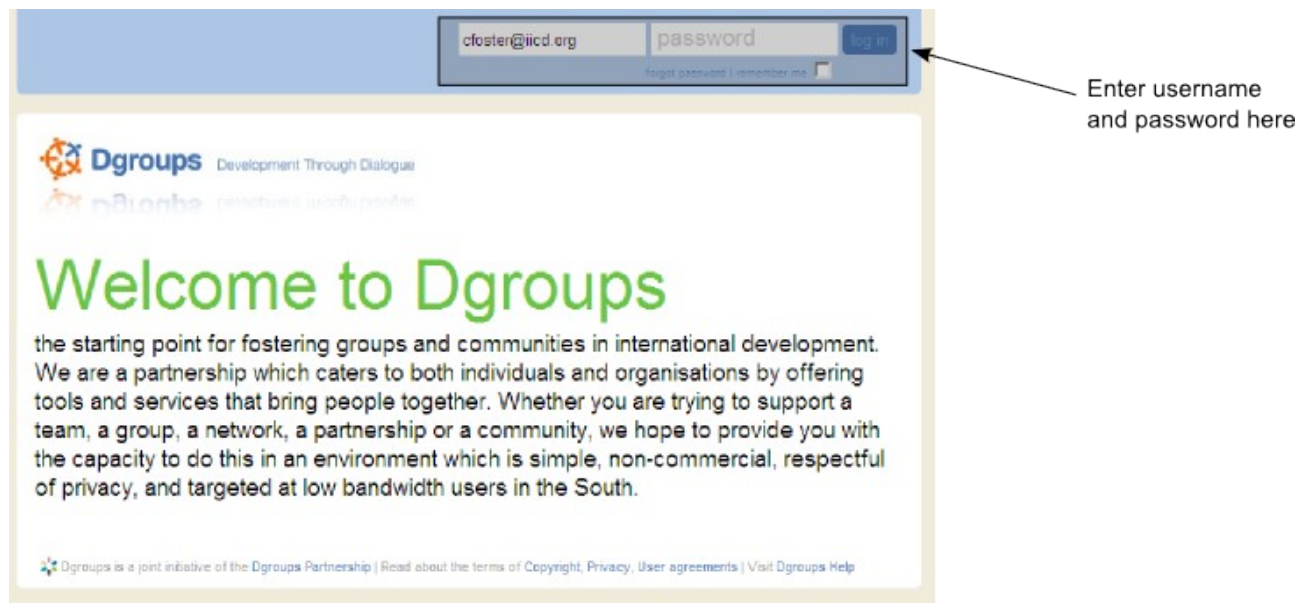 cfoster@iicd.org password log in
forgot password | remember me
Enter username
and password here
Dgroups Development Through Dialogue
Welcome to Dgroups
the starting point for fostering groups and communities in international development.
We are a partnership which caters to both individuals and organisations by offering
tools and services that bring people together. Whether you are trying to support a
team, a group, a network, a partnership or a community, we hope to provide you with
the capacity to do this in an environment which is simple, non-commercial, respectful
of privacy, and targeted at low bandwidth users in the South.
Dgroups is a joint initiative of the Dgroups Partnership | Read about the terms of Copyright, Privacy, User agreements | Visit Dgroups Help